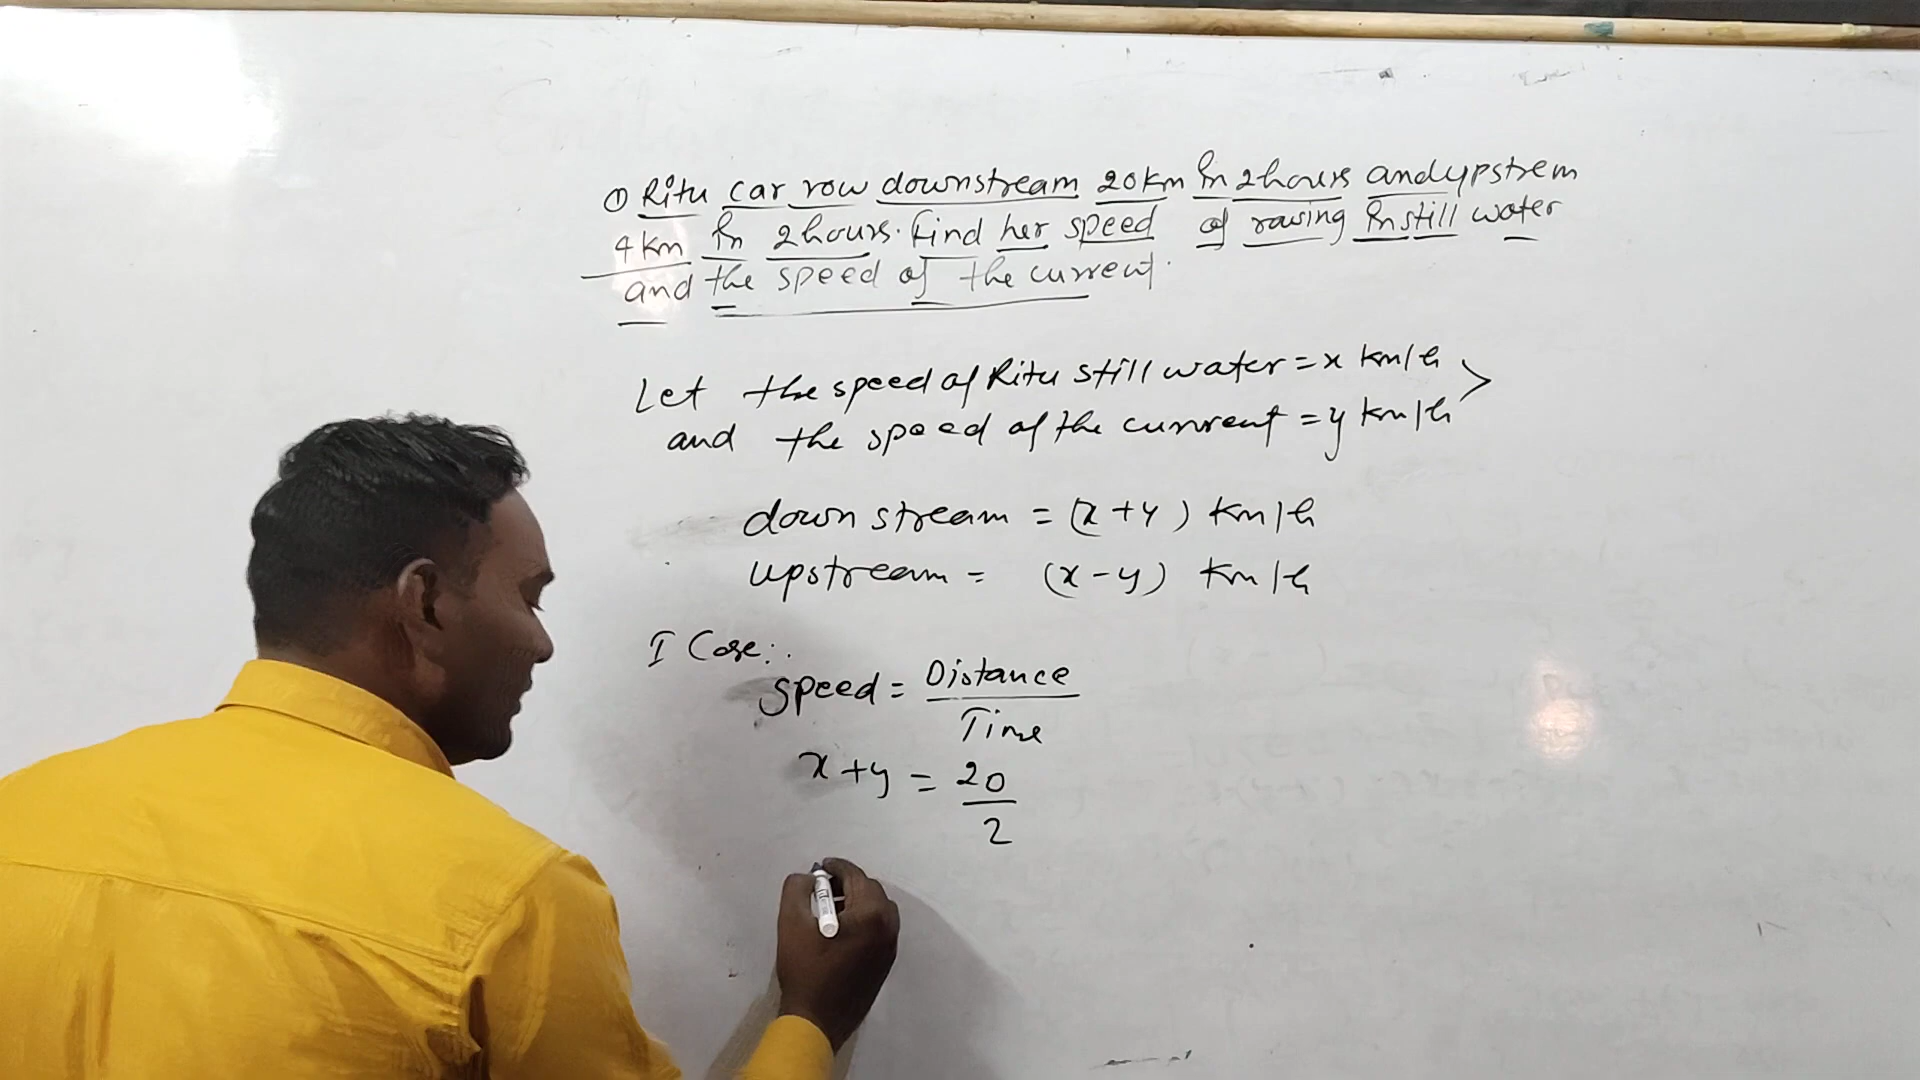 ① Ritu car row downstream 20km in 2hours and upstrem
4km in 2hours. Find her speed of rowing in still water
and the speed of the current.
Let the speed of Ritu still water = x km/h
and the speed of the current = y km/h
down stream = (x+y) km/h
upstream = (x-y) km/h
I Case:.
Speed = Distance
Time
x+y = 20
2